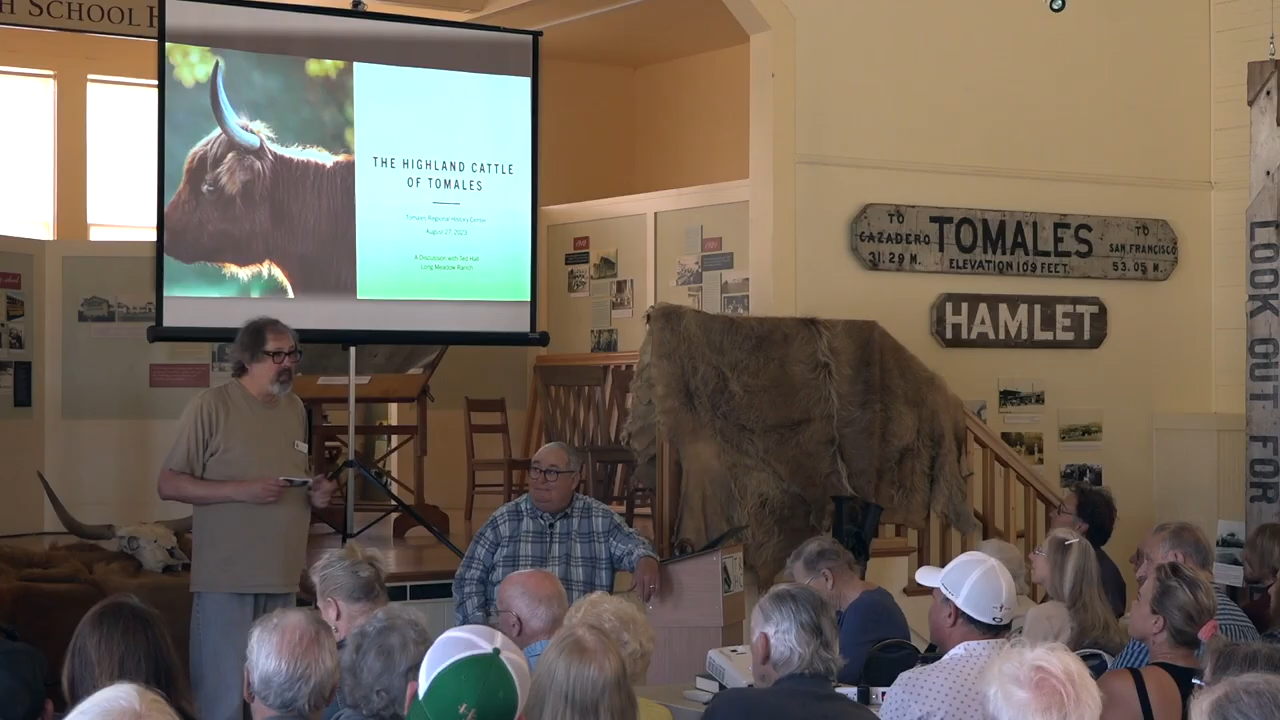 H SCHOOL
THE HIGHLAND CATTLE
OF TOMALES
Tomales Regional History Center
August 27, 2023
A Discussion with Ted Hall
Long Meadow Ranch
TO
CAZADERO
31.29 M.
TOMALES
ELEVATION 109 FEET.
TO
SAN FRANCISCO
53.05 M.
HAMLET
LOOK OUT FOR